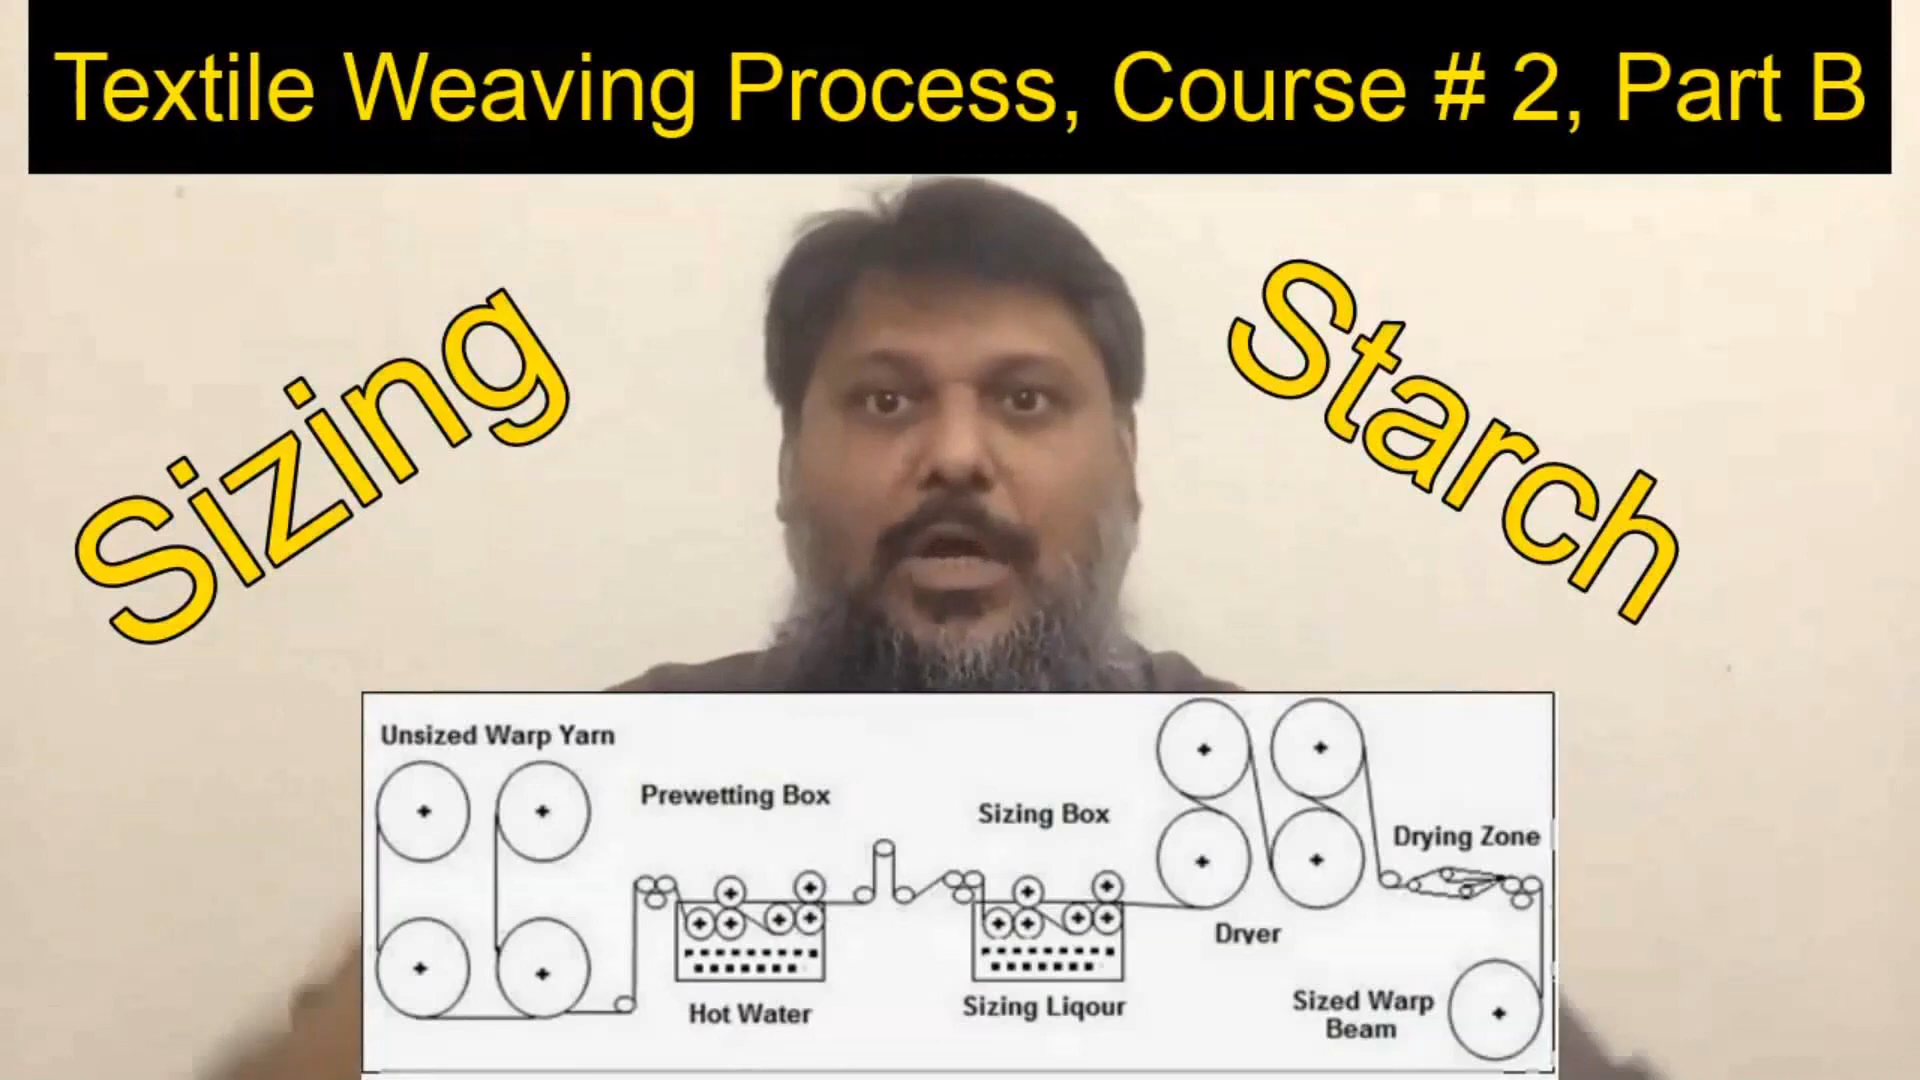 Textile Weaving Process, Course # 2, Part B
Sizing
Starch
Unsized Warp Yarn
Prewetting Box
Sizing Box
Drying Zone
Dryer
Hot Water
Sizing Liqour
Sized Warp
Beam